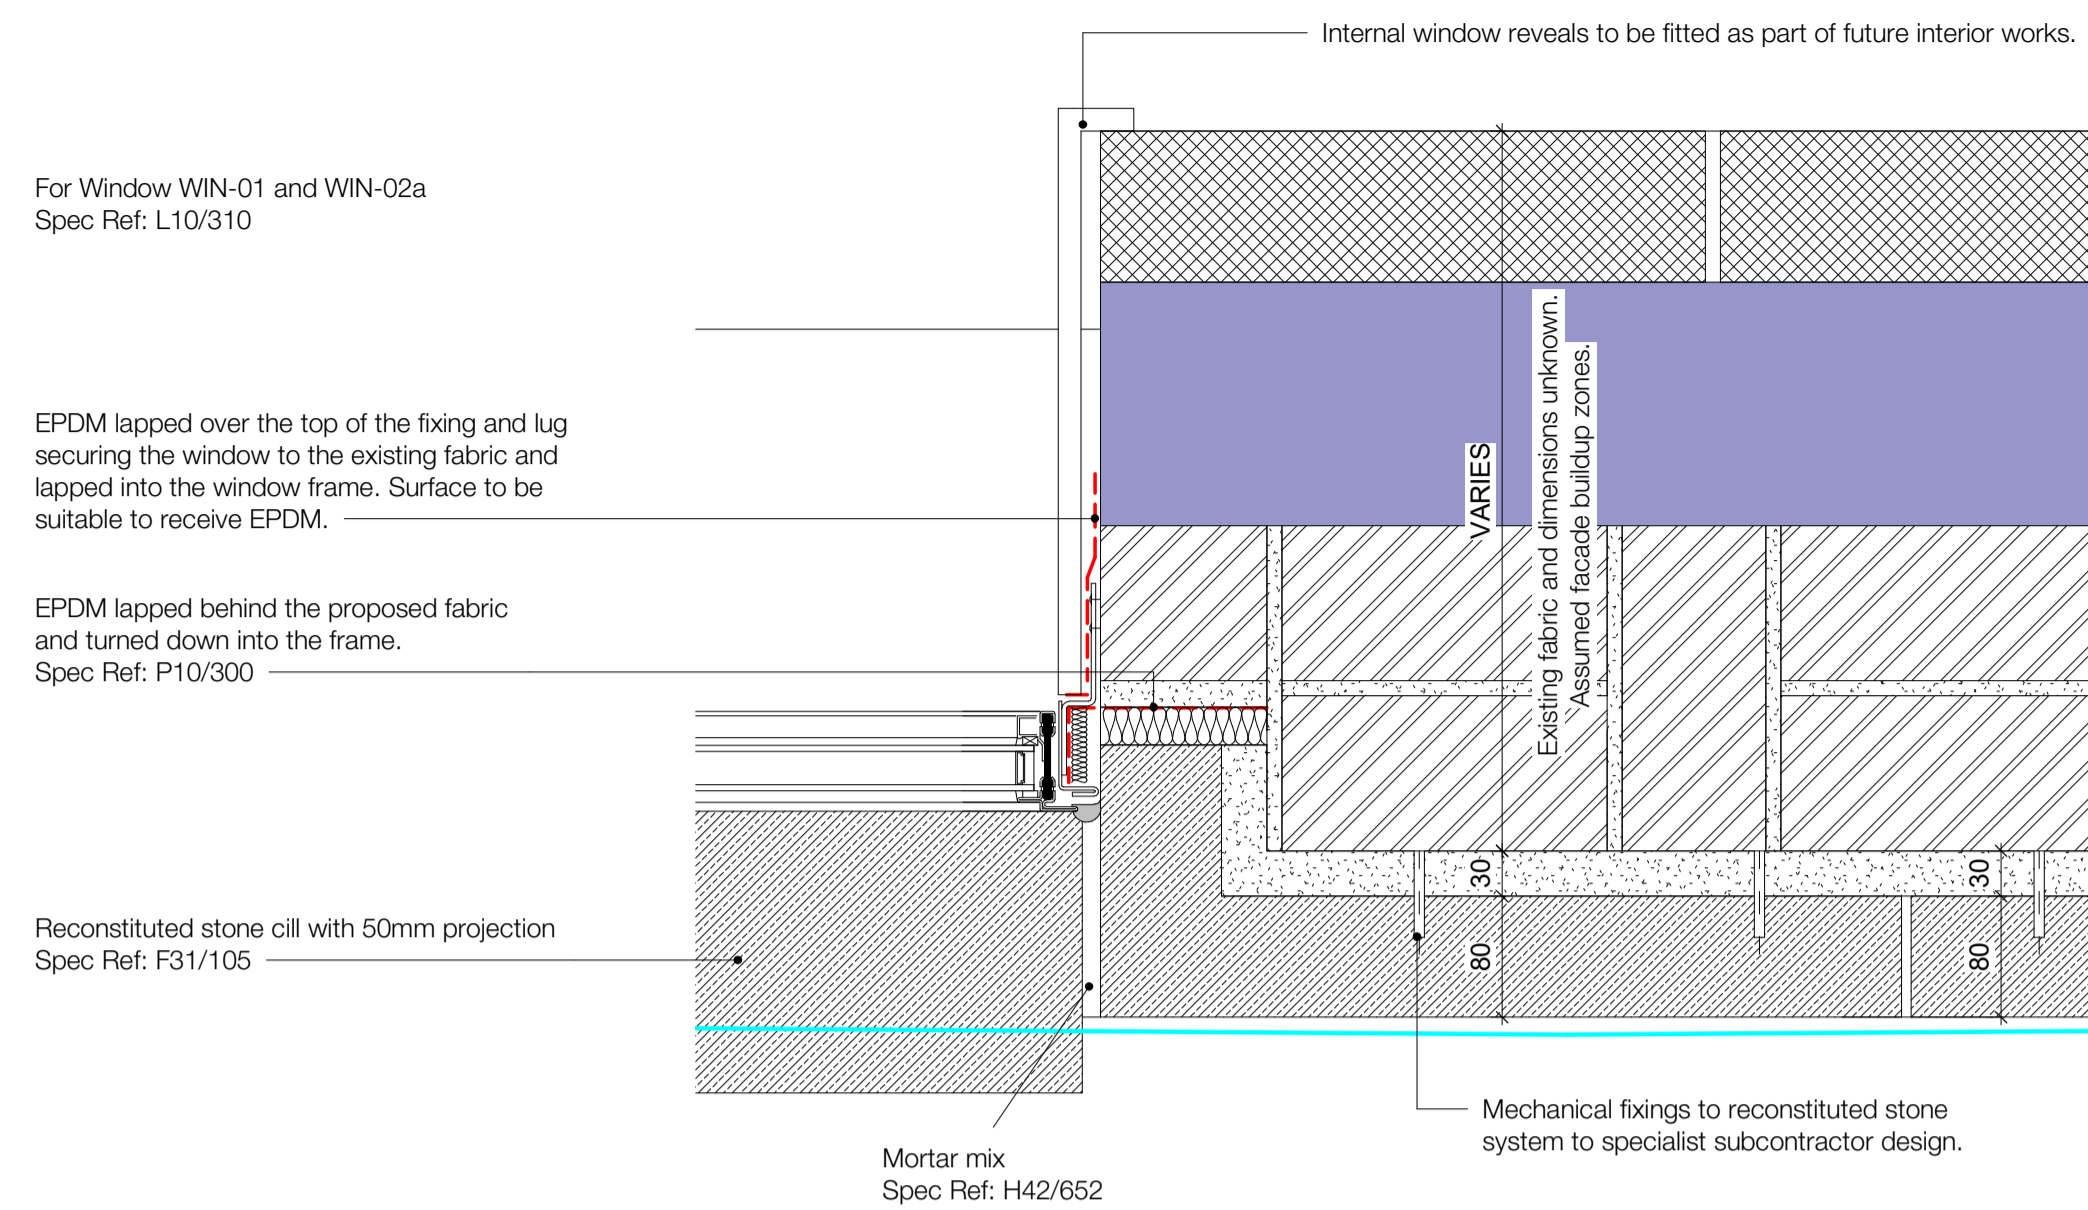 Internal window reveals to be fitted as part of future interior works.
For Window WIN-01 and WIN-02a
Spec Ref: L10/310
EPDM lapped over the top of the fixing and lug
securing the window to the existing fabric and
lapped into the window frame. Surface to be
suitable to receive EPDM.
EPDM lapped behind the proposed fabric
and turned down into the frame.
Spec Ref: P10/300
VARIES
Existing fabric and dimensions unknown.
Assumed facade buildup zones.
30
30
80
80
Reconstituted stone cill with 50mm projection
Spec Ref: F31/105
Mechanical fixings to reconstituted stone
system to specialist subcontractor design.
Mortar mix
Spec Ref: H42/652